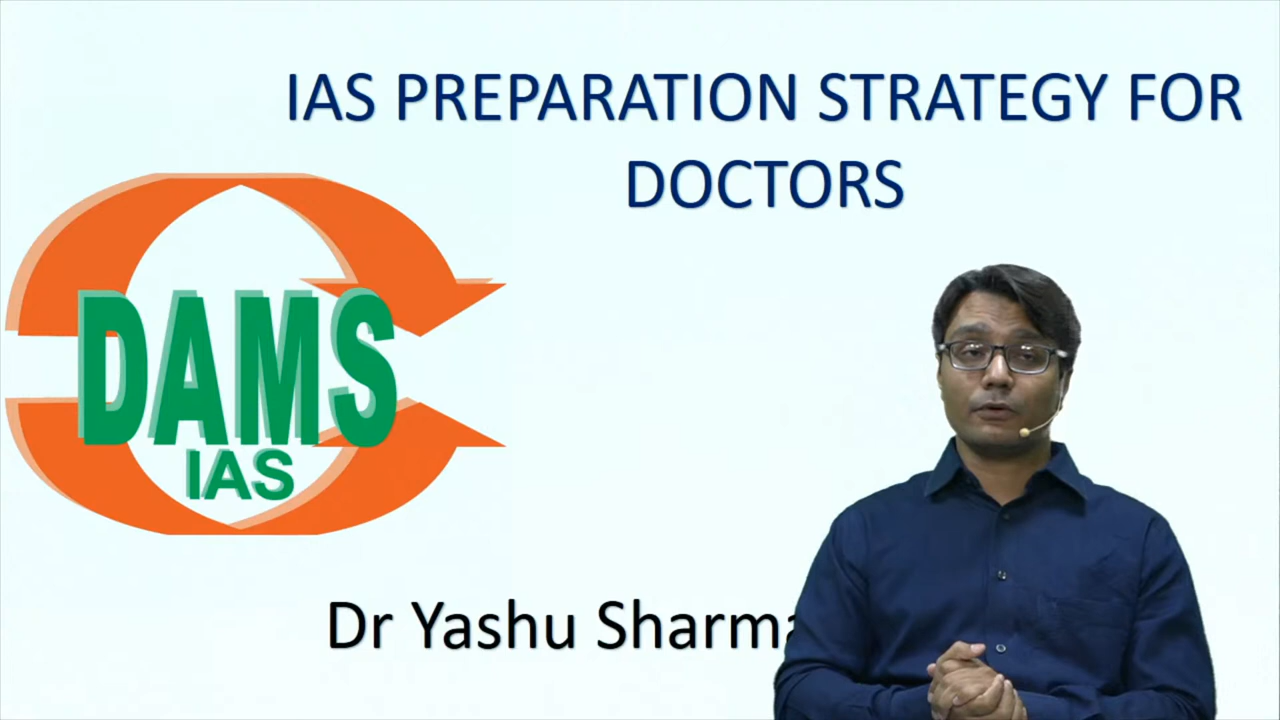 IAS PREPARATION STRATEGY FOR
DOCTORS
DAMS
IAS
Dr Yashu Sharma